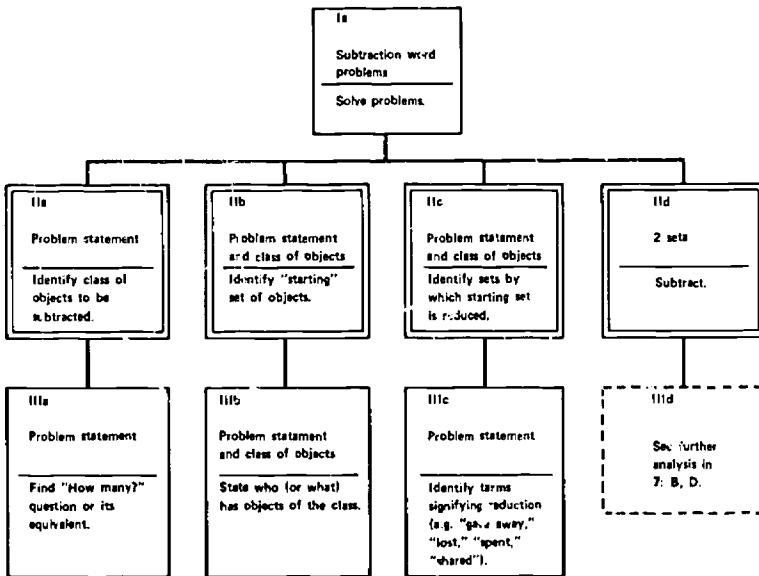 Ia
Subtraction word
problems
Solve problems.
IIa
Problem statement
Identify class of
objects to be
subtracted.
IIb
Problem statement
and class of objects
Identify "starting"
set of objects.
IIc
Problem statement
and class of objects
Identify sets by
which starting set
is reduced.
IId
2 sets
Subtract.
IIIa
Problem statement
Find "How many?"
question or its
equivalent.
IIIb
Problem statement
and class of objects
State who (or what)
has objects of the class.
IIIc
Problem statement
Identify terms
signifying reduction
(e.g. "gave away,"
"lost," "spent,"
"shared").
IIId
See further
analysis in
7: B, D.